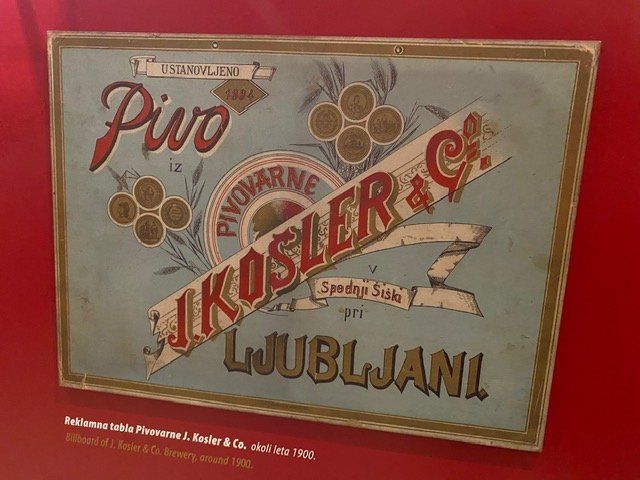 USTANOVLJENO
1894
Pivo
iz
PIVOVARNE
J. KOSLER & Co.
v
Spodnji Šiški
pri
LJUBLJANI.
Reklamna tabla Pivovarne J. Kosler & Co. okoli leta 1900.
Billboard of J. Kosler & Co. Brewery, around 1900.